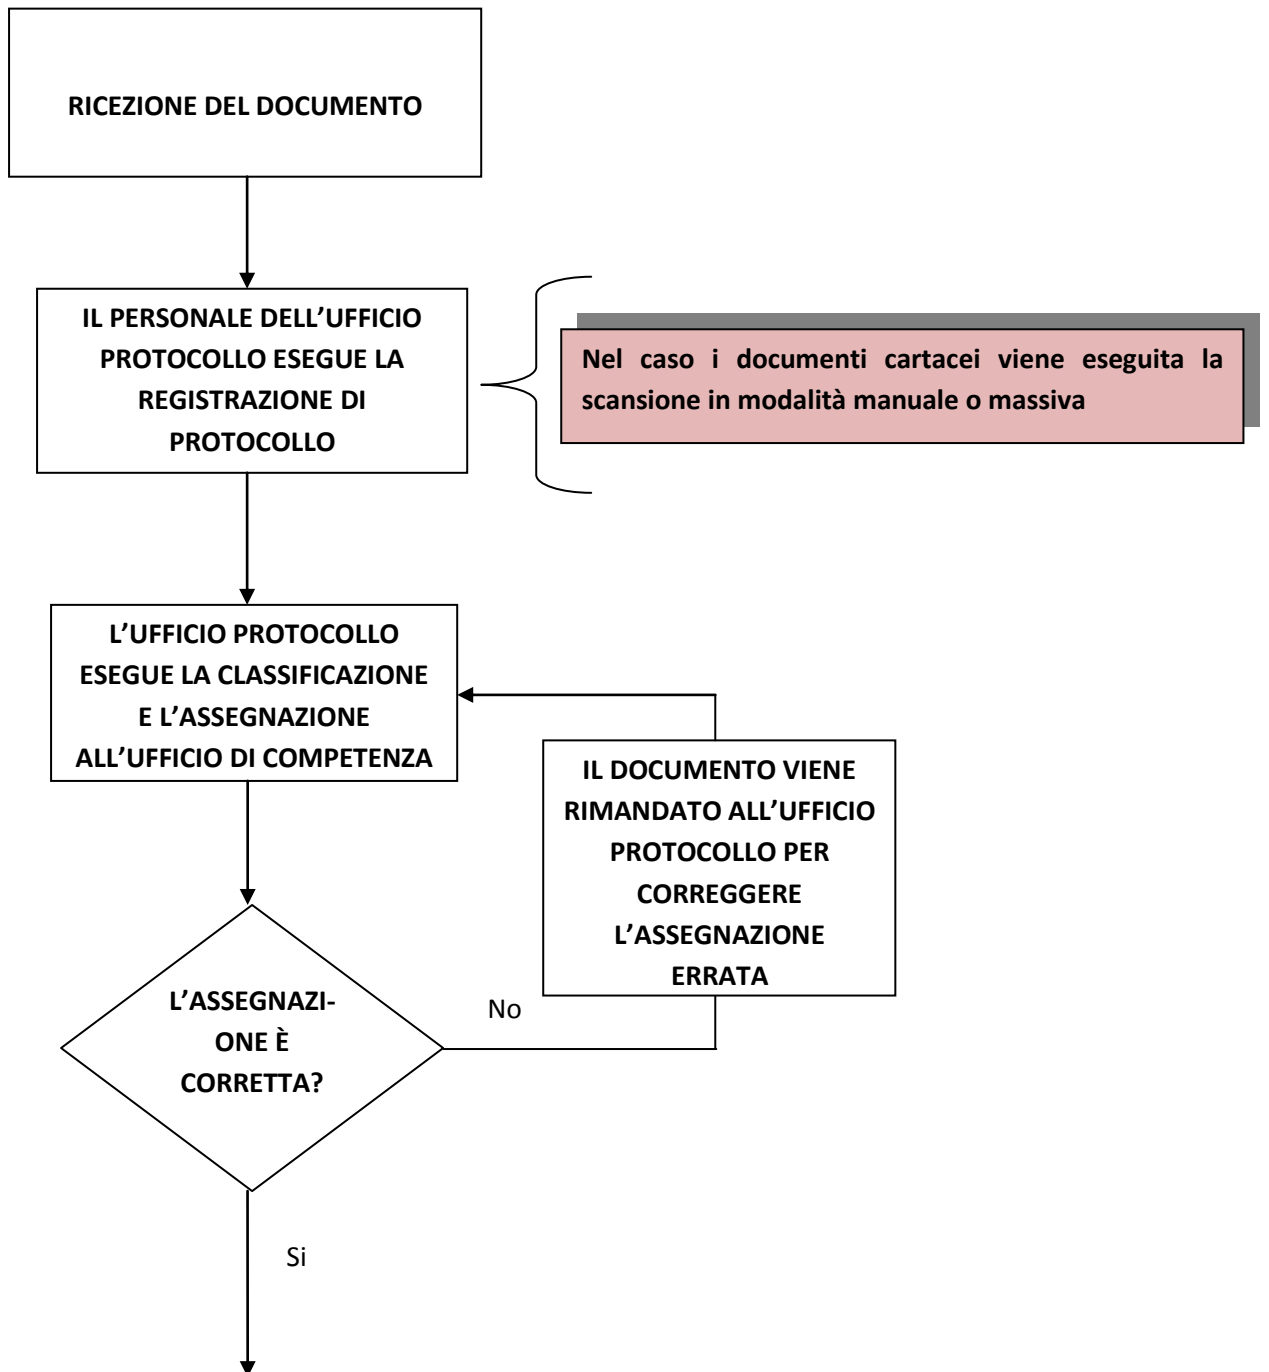 RICEZIONE DEL DOCUMENTO
IL PERSONALE DELL’UFFICIO
PROTOCOLLO ESEGUE LA
REGISTRAZIONE DI
PROTOCOLLO
Nel caso i documenti cartacei viene eseguita la
scansione in modalità manuale o massiva
L’UFFICIO PROTOCOLLO
ESEGUE LA CLASSIFICAZIONE
E L’ASSEGNAZIONE
ALL’UFFICIO DI COMPETENZA
IL DOCUMENTO VIENE
RIMANDATO ALL’UFFICIO
PROTOCOLLO PER
CORREGGERE
L’ASSEGNAZIONE
ERRATA
L’ASSEGNAZI-
ONE È
CORRETTA?
No
Si